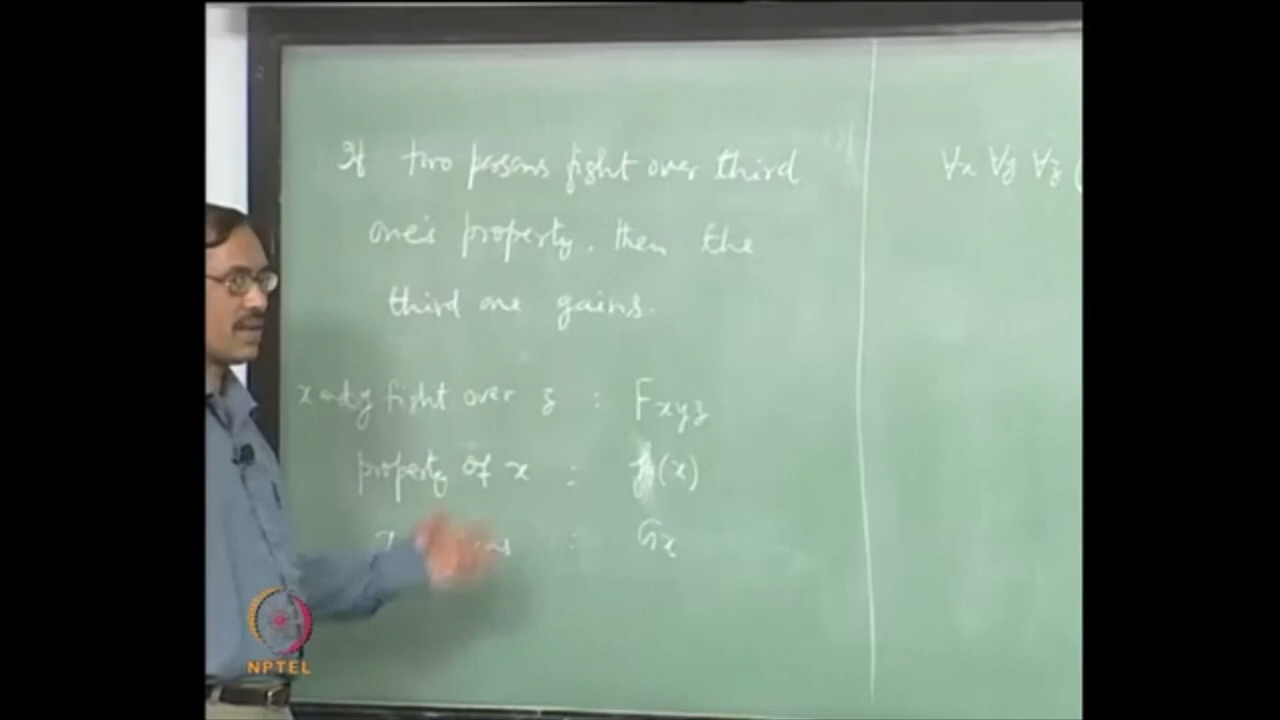 If two persons fight over third
one's property, then the
third one gains.
x and y fight over z : Fxyz
property of x : (x)
: Gx
∀x ∀y ∀z (
NPTEL